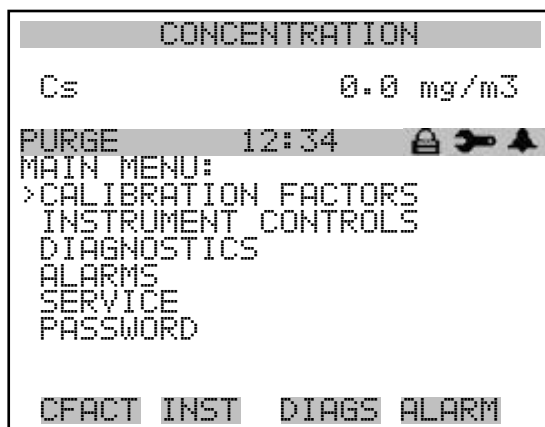 CONCENTRATION
Cs 0.0 mg/m3
PURGE 12:34
MAIN MENU:
>CALIBRATION FACTORS
INSTRUMENT CONTROLS
DIAGNOSTICS
ALARMS
SERVICE
PASSWORD
CFACT INST DIAGS ALARM